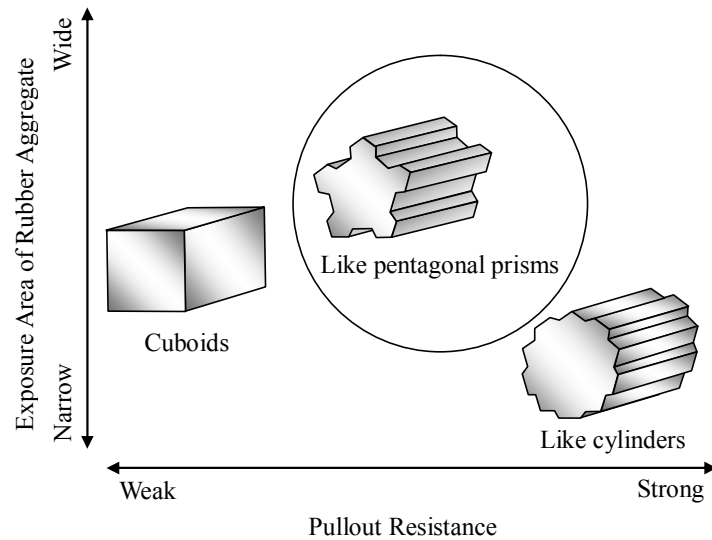 Wide
Exposure Area of Rubber Aggregate
Narrow
Like pentagonal prisms
Cuboids
Like cylinders
Weak
Strong
Pullout Resistance